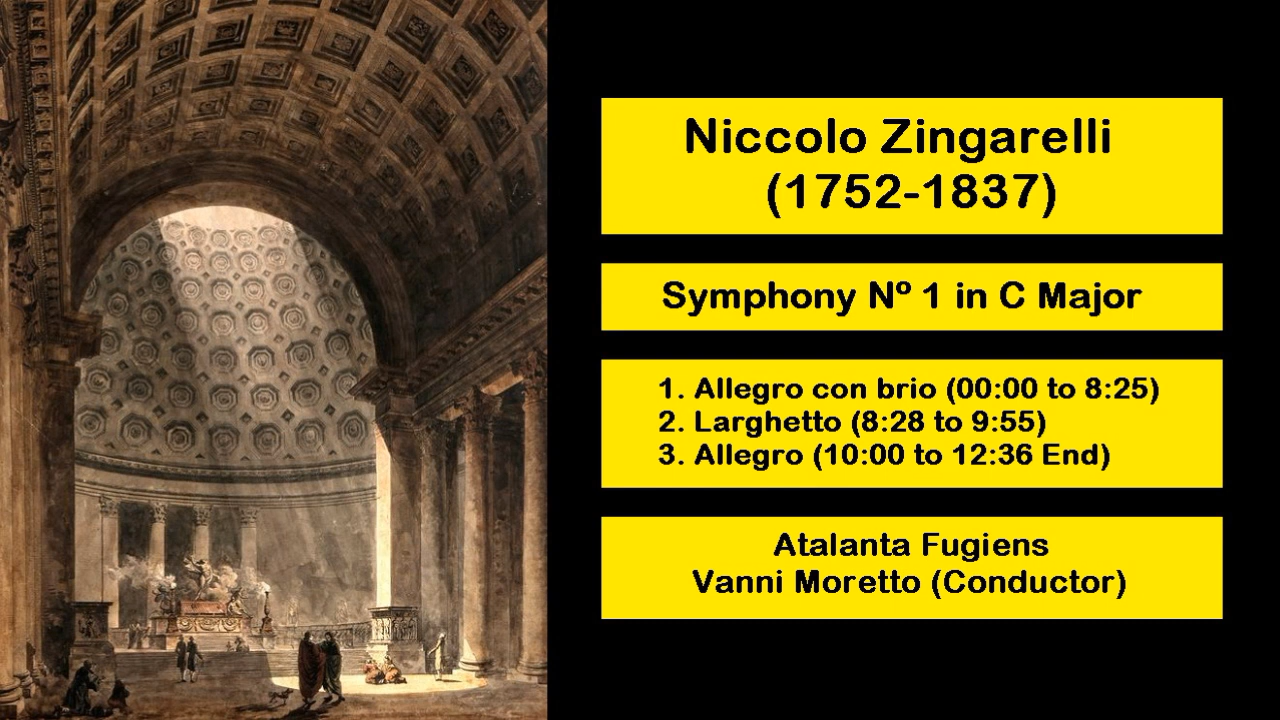 Niccolo Zingarelli
(1752-1837)
Symphony Nº 1 in C Major
1. Allegro con brio (00:00 to 8:25)
2. Larghetto (8:28 to 9:55)
3. Allegro (10:00 to 12:36 End)
Atalanta Fugiens
Vanni Moretto (Conductor)